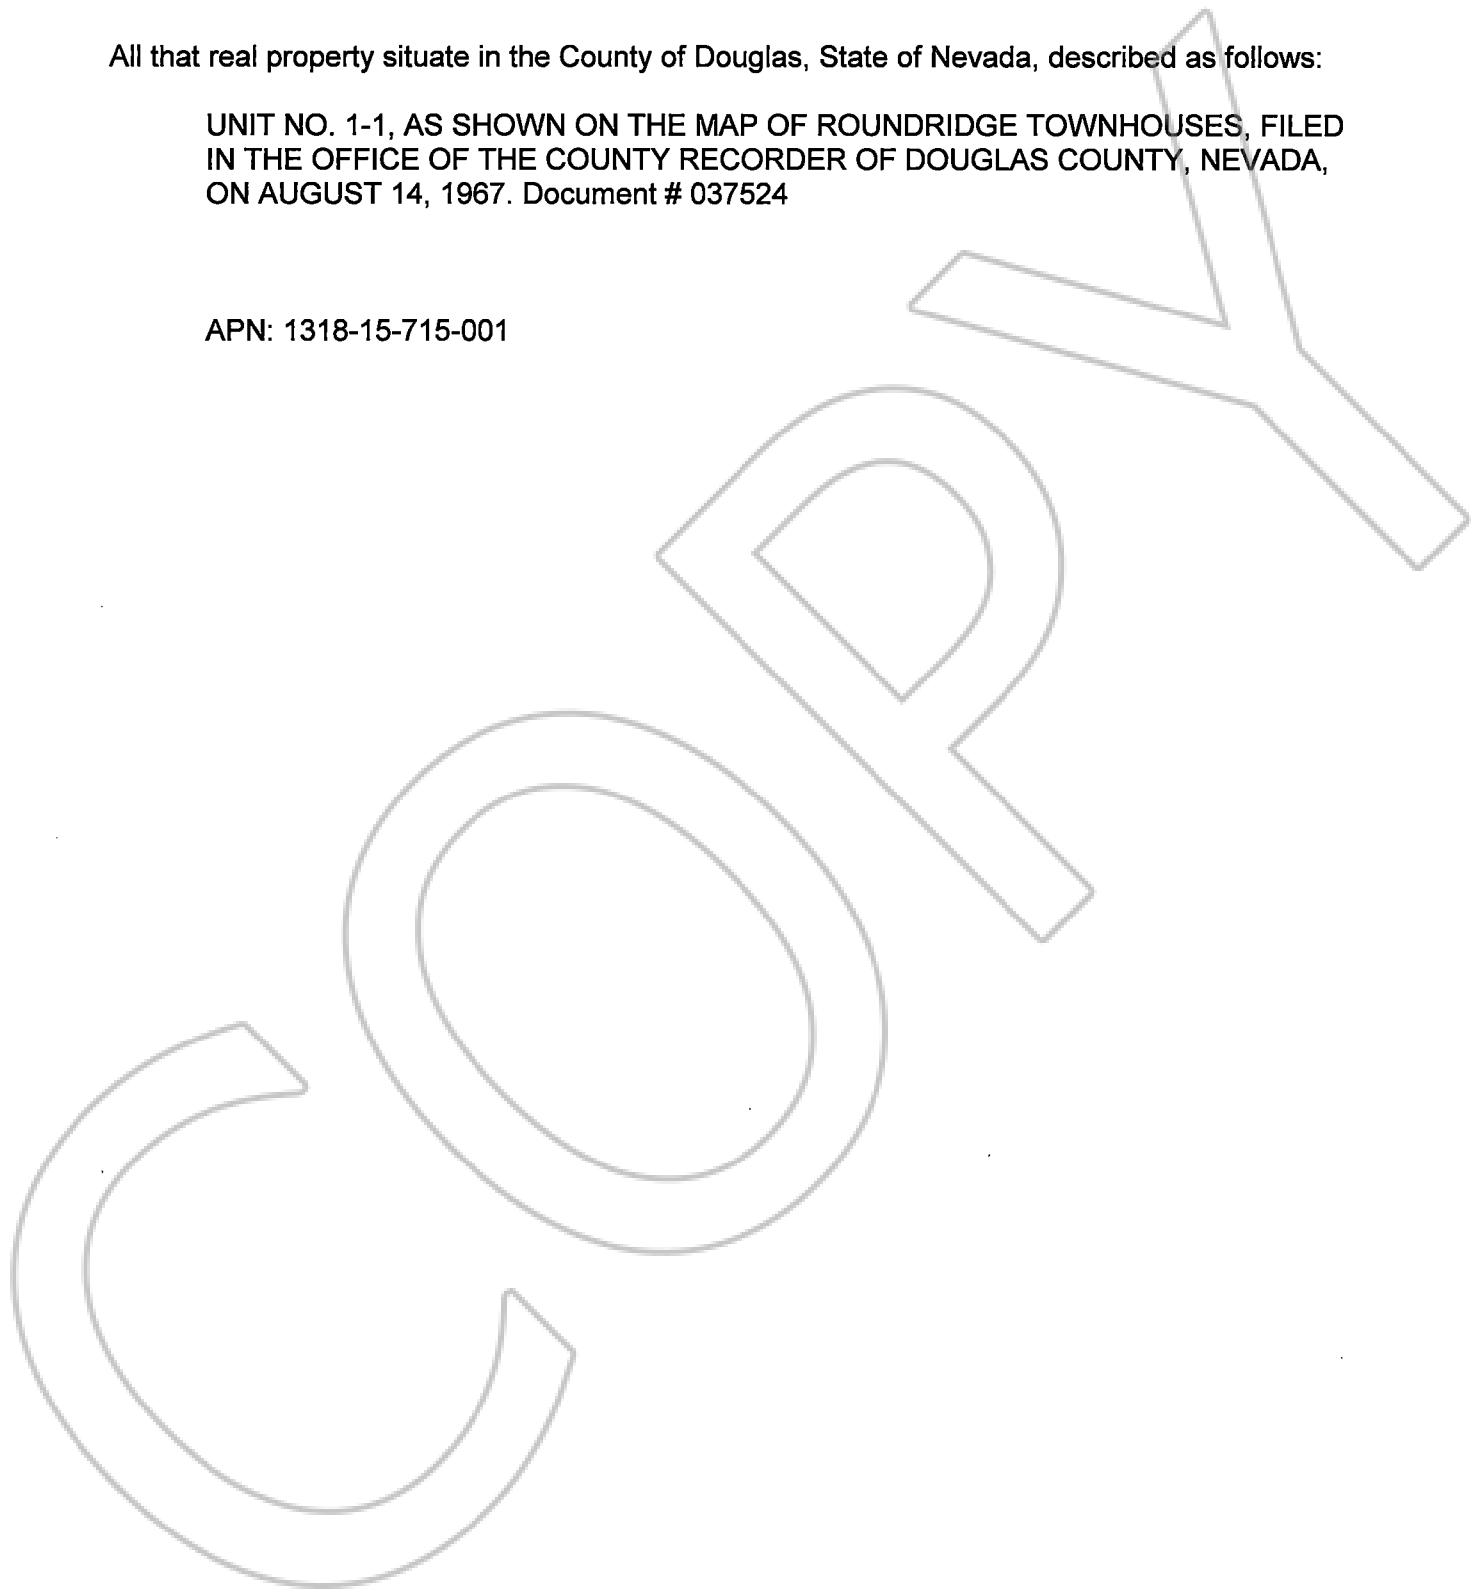 All that real property situate in the County of Douglas, State of Nevada, described as follows:
UNIT NO. 1-1, AS SHOWN ON THE MAP OF ROUNDRIDGE TOWNHOUSES, FILED
IN THE OFFICE OF THE COUNTY RECORDER OF DOUGLAS COUNTY, NEVADA,
ON AUGUST 14, 1967. Document # 037524
APN: 1318-15-715-001
COPY